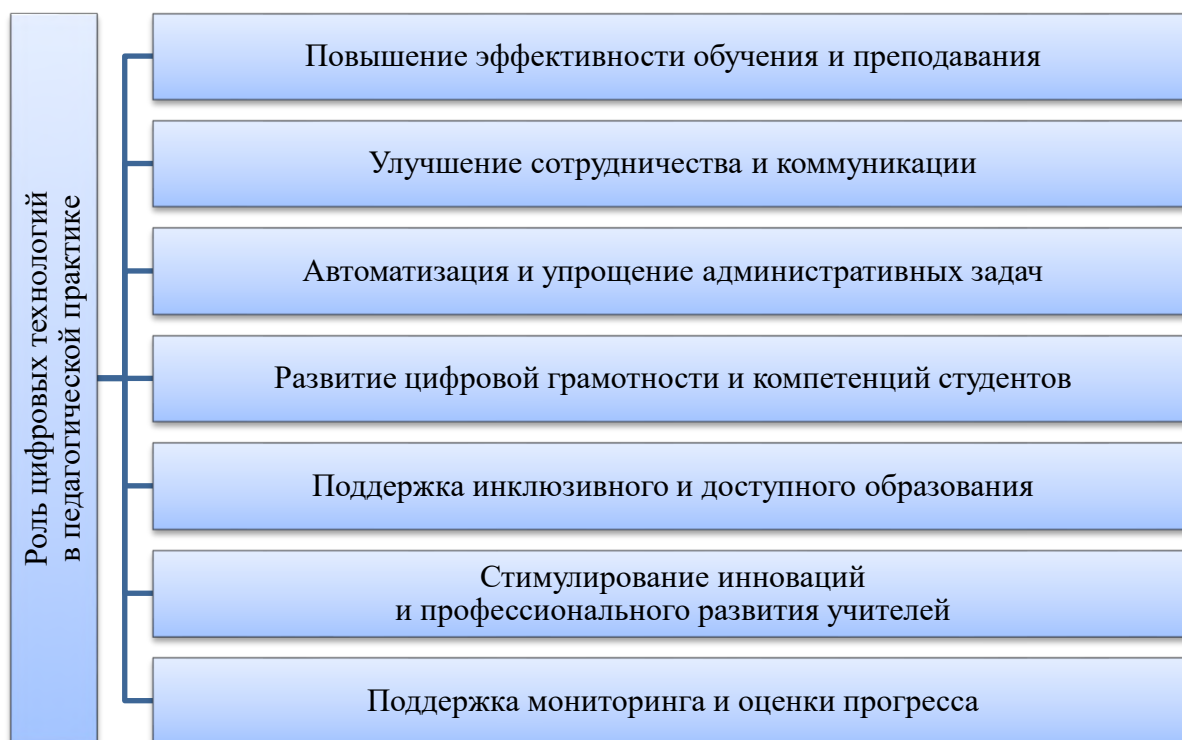 Роль цифровых технологий
в педагогической практике
Повышение эффективности обучения и преподавания
Улучшение сотрудничества и коммуникации
Автоматизация и упрощение административных задач
Развитие цифровой грамотности и компетенций студентов
Поддержка инклюзивного и доступного образования
Стимулирование инноваций
и профессионального развития учителей
Поддержка мониторинга и оценки прогресса